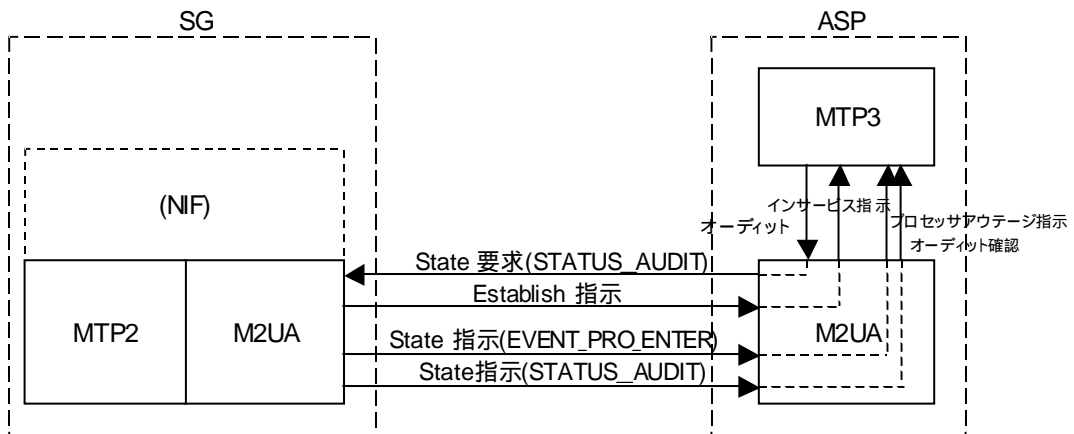 SG
ASP
MTP3
(NIF)
インサービス指示
オーディット
プロセッサアウテージ指示
オーディット確認
State 要求(STATUS_AUDIT)
Establish 指示
MTP2
M2UA
M2UA
State 指示(EVENT_PRO_ENTER)
State指示(STATUS_AUDIT)